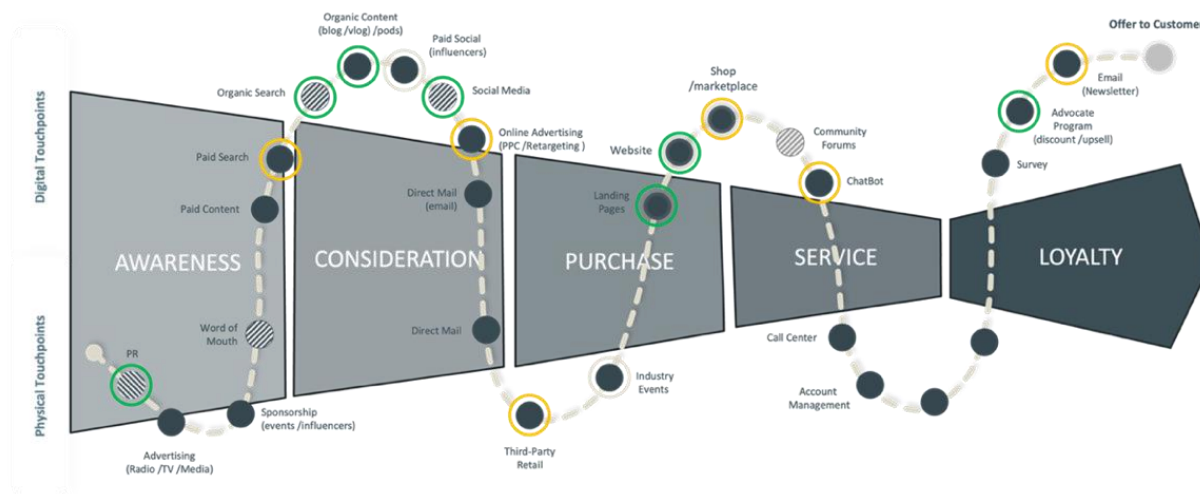 Organic Content
(blog /vlog) /pods)
Paid Social
(influencers)
Offer to Customer
Organic Search
Social Media
Shop
/marketplace
Email
(Newsletter)
Digital Touchpoints
Paid Search
Online Advertising
(PPC /Retargeting )
Website
Community
Forums
Advocate
Program
(discount /upsell)
Survey
Paid Content
Direct Mail
(email)
Landing
Pages
ChatBot
AWARENESS
CONSIDERATION
PURCHASE
SERVICE
LOYALTY
Physical Touchpoints
Word of
Mouth
Direct Mail
Call Center
PR
Industry
Events
Account
Management
Sponsorship
(events /influencers)
Advertising
(Radio /TV /Media)
Third-Party
Retail